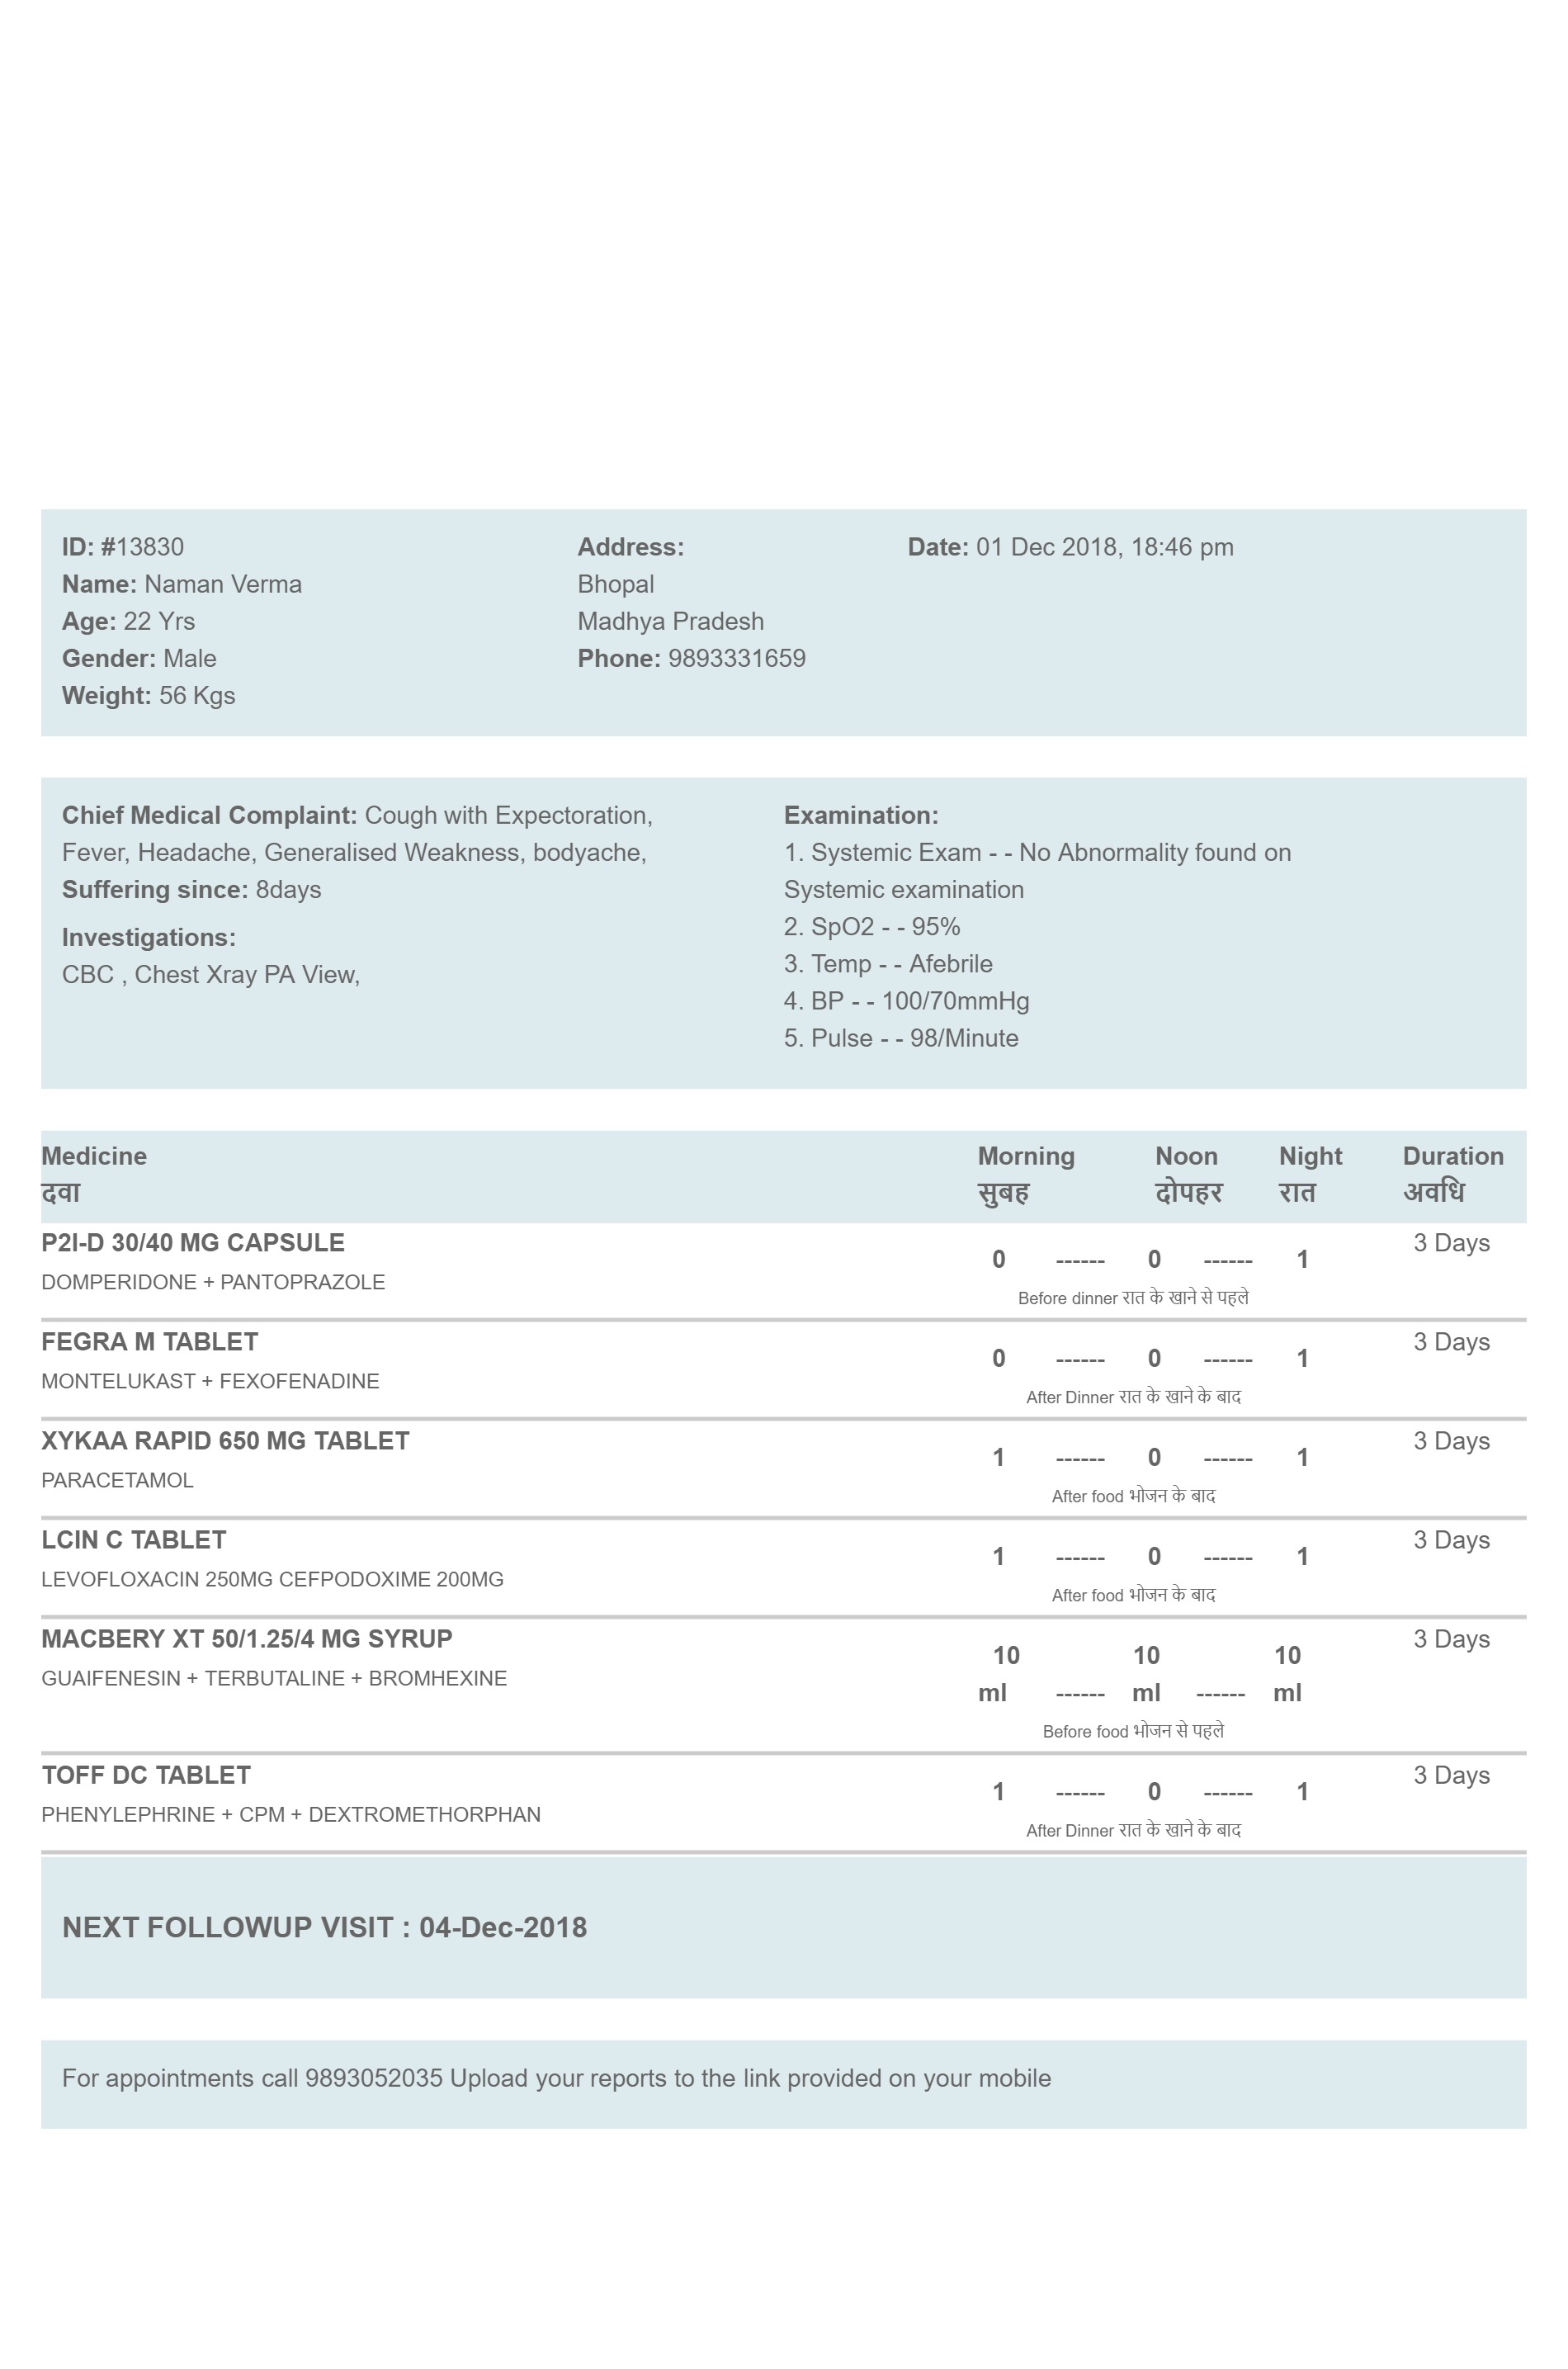 ID: #13830
Name: Naman Verma
Age: 22 Yrs
Gender: Male
Weight: 56 Kgs
Address:
Bhopal
Madhya Pradesh
Phone: 9893331659
Date: 01 Dec 2018, 18:46 pm
Chief Medical Complaint: Cough with Expectoration,
Fever, Headache, Generalised Weakness, bodyache,
Suffering since: 8days
Investigations:
CBC , Chest Xray PA View,
Examination:
1. Systemic Exam - - No Abnormality found on
Systemic examination
2. SpO2 - - 95%
3. Temp - - Afebrile
4. BP - - 100/70mmHg
5. Pulse - - 98/Minute
Medicine Morning Noon Night Duration
दवा सुबह दोपहर रात अवधि
P2I-D 30/40 MG CAPSULE 3 Days
0 ------ 0 ------ 1
DOMPERIDONE + PANTOPRAZOLE
Before dinner रात के खाने से पहले
FEGRA M TABLET 3 Days
0 ------ 0 ------ 1
MONTELUKAST + FEXOFENADINE
After Dinner रात के खाने के बाद
XYKAA RAPID 650 MG TABLET 3 Days
1 ------ 0 ------ 1
PARACETAMOL
After food भोजन के बाद
LCIN C TABLET 3 Days
1 ------ 0 ------ 1
LEVOFLOXACIN 250MG CEFPODOXIME 200MG
After food भोजन के बाद
MACBERY XT 50/1.25/4 MG SYRUP 3 Days
10 10 10
GUAIFENESIN + TERBUTALINE + BROMHEXINE
ml ------ ml ------ ml
Before food भोजन से पहले
TOFF DC TABLET 3 Days
1 ------ 0 ------ 1
PHENYLEPHRINE + CPM + DEXTROMETHORPHAN
After Dinner रात के खाने के बाद
NEXT FOLLOWUP VISIT : 04-Dec-2018
For appointments call 9893052035 Upload your reports to the link provided on your mobile